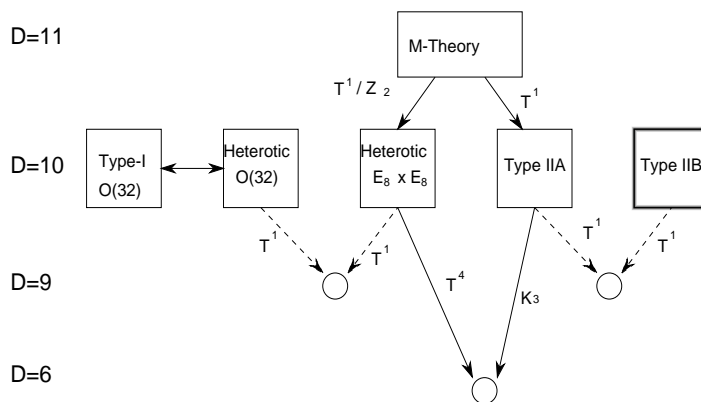 D=11
M-Theory
T¹/Z₂
T¹
D=10
Type-I
O(32)
Heterotic
O(32)
Heterotic
E₈ x E₈
Type IIA
Type IIB
T¹
T¹
T¹
T¹
D=9
T⁴
K₃
D=6